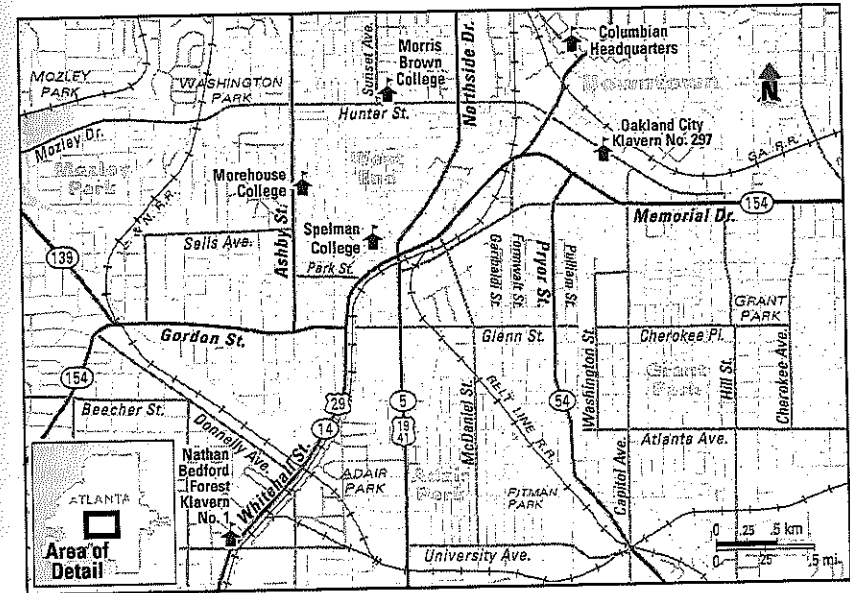 Columbian
Headquarters
Morris
Brown
College
Sunset Ave.
Northside Dr.
MOZLEY
PARK
WASHINGTON
PARK
Downtown
N
Hunter St.
Oakland City
Klavern No. 297
Mozley Dr.
GA. R.R.
Mozley
Park
West
End
Morehouse
College
L. & N. R.R.
154
Memorial Dr.
Spelman
College
Ashby St.
Sells Ave.
Park St.
139
Garibaldi St.
Formwalt St.
Pryor St.
Pulliam St.
GRANT
PARK
Gordon St.
Glenn St.
Cherokee Pl.
Washington St.
Grant
Park
Hill St.
Cherokee Ave.
154
29
14
5
19
41
54
BELT LINE R.R.
McDaniel St.
Beecher St.
Donnelly Ave.
Atlanta Ave.
Nathan
Bedford
Forest
Klavern
No. 1
Whitehall St.
ADAIR
PARK
Adair
Park
PITMAN
PARK
Capitol Ave.
ATLANTA
Area of
Detail
University Ave.
0 .25 .5 km
0 .25 .5 mi.